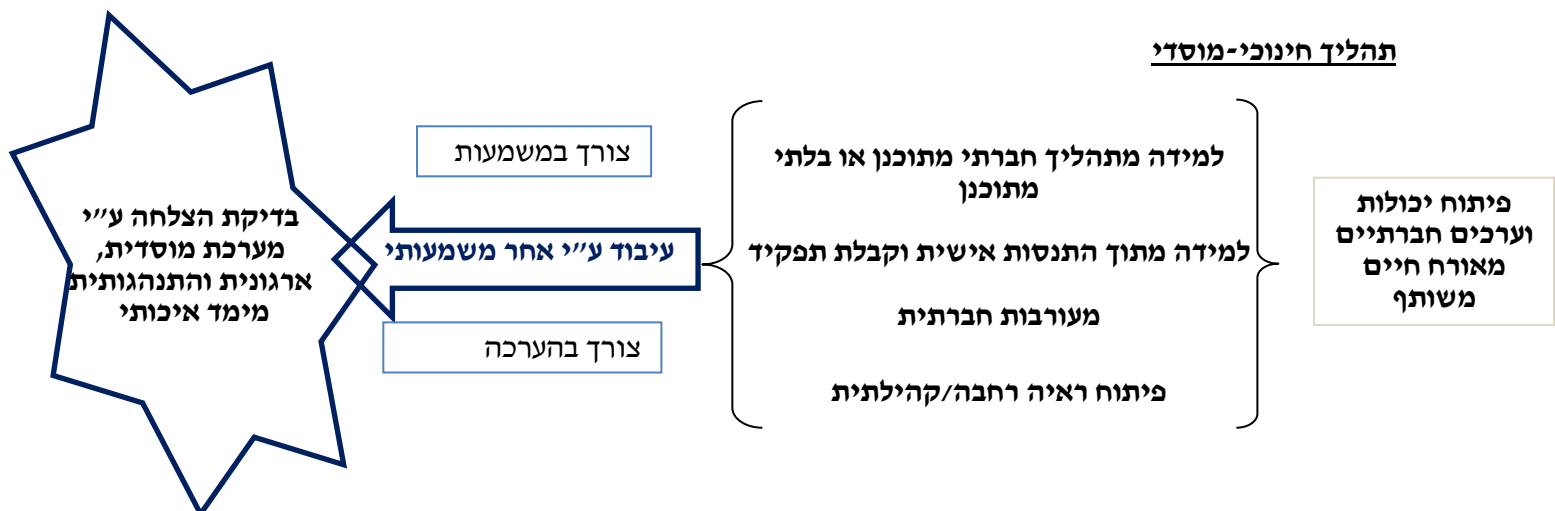 תהליך חינוכי-מוסדי
פיתוח יכולות
וערכים חברתיים
מאורח חיים
משותף
למידה מתהליך חברתי מתוכנן או בלתי
מתוכנן
למידה מתוך התנסות אישית וקבלת תפקיד
מעורבות חברתית
פיתוח ראיה רחבה/קהילתית
צורך במשמעות
עיבוד ע״י אחר משמעותי
צורך בהערכה
בדיקת הצלחה ע״י
מערכת מוסדית,
ארגונית והתנהגותית
מימד איכותי